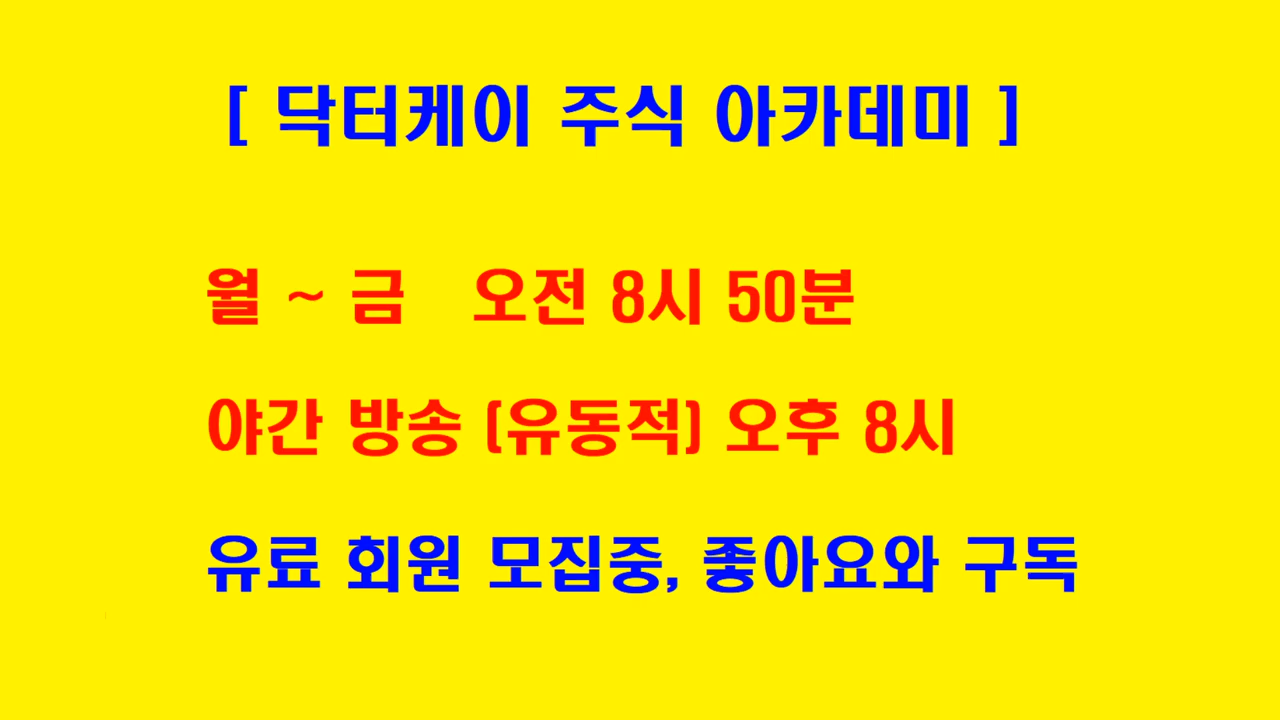 [ 닥터케이 주식 아카데미 ]
월 ~ 금 오전 8시 50분
야간 방송 (유동적) 오후 8시
유료 회원 모집중, 좋아요와 구독